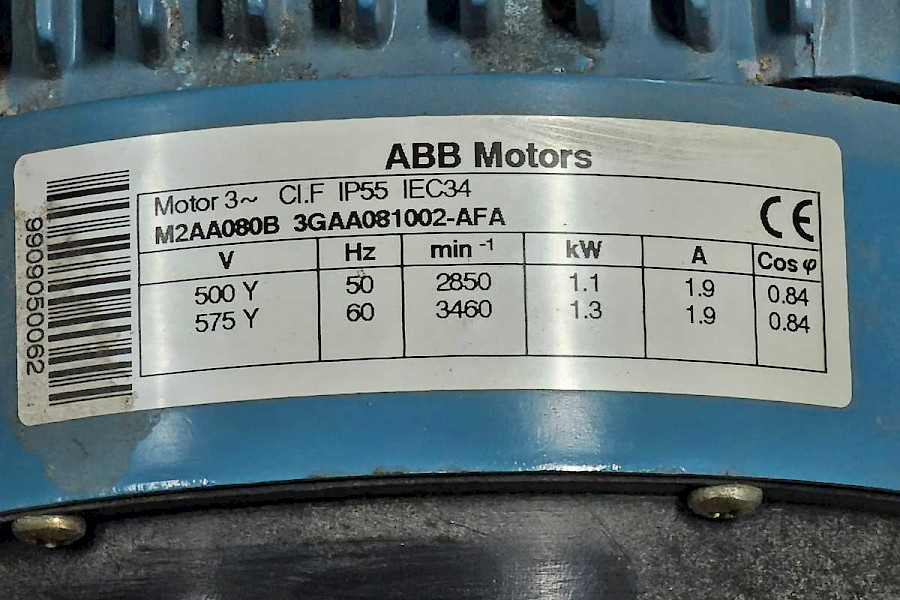 ABB Motors
Motor 3~ Cl.F IP55 IEC34
M2AA080B 3GAA081002-AFA
CE
V Hz min⁻¹ kW A Cos φ
500 Y 50 2850 1.1 1.9 0.84
575 Y 60 3460 1.3 1.9 0.84
9909050062